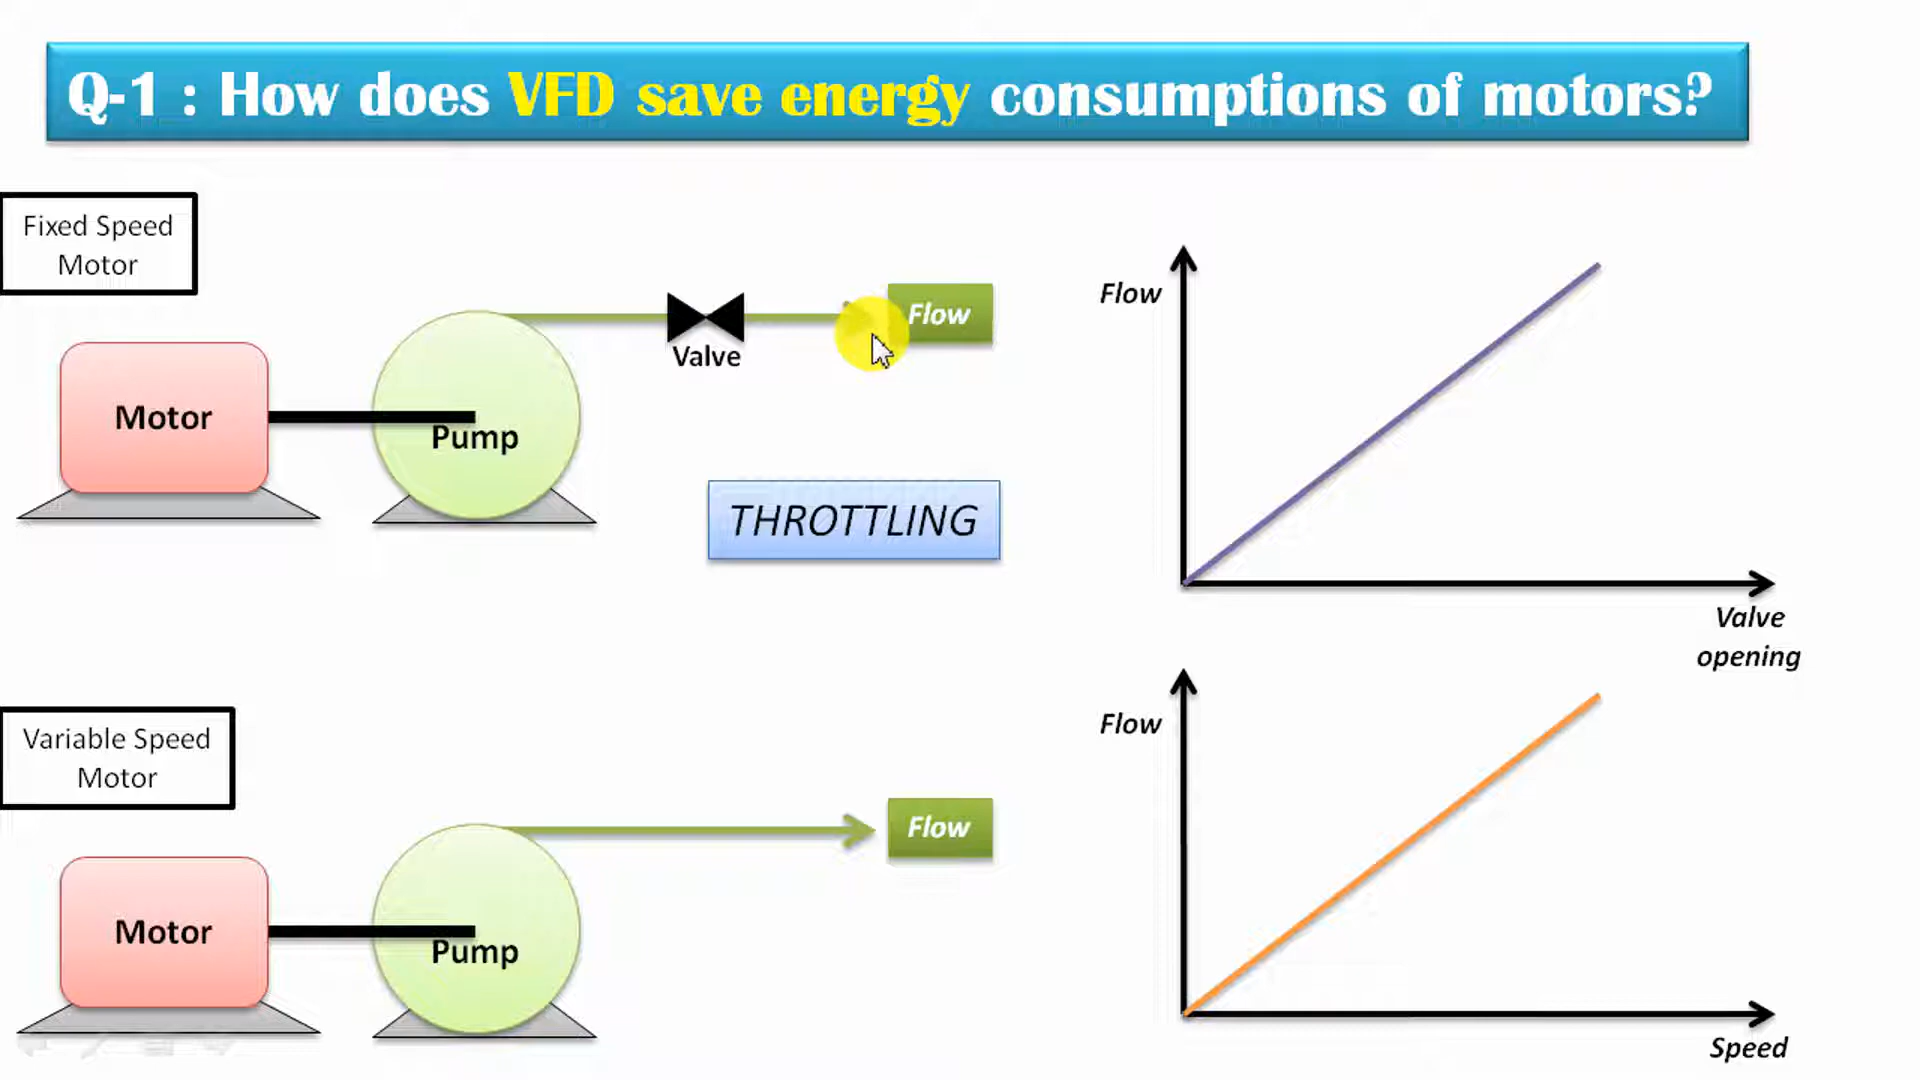 Q-1 : How does VFD save energy consumptions of motors?
Fixed Speed
Motor
Motor
Pump
Valve
Flow
THROTTLING
Flow
Valve
opening
Variable Speed
Motor
Motor
Pump
Flow
Flow
Speed